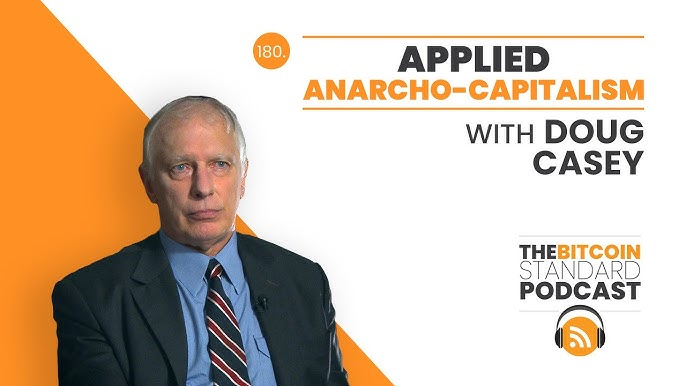 180.
APPLIED
ANARCHO-CAPITALISM
WITH DOUG
CASEY
THEBITCOIN
STANDARD
PODCAST